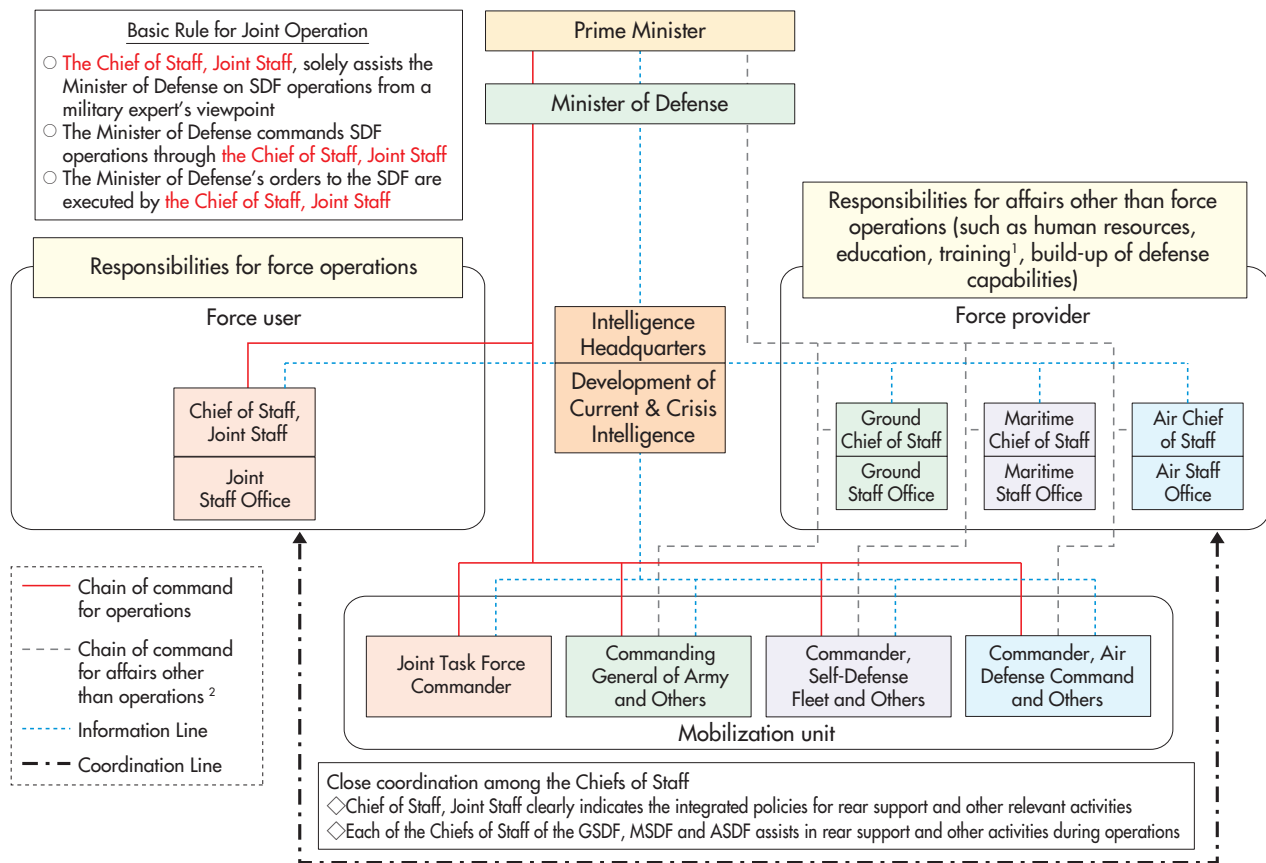 Basic Rule for Joint Operation
○ The Chief of Staff, Joint Staff, solely assists the
Minister of Defense on SDF operations from a
military expert's viewpoint
○ The Minister of Defense commands SDF
operations through the Chief of Staff, Joint Staff
○ The Minister of Defense's orders to the SDF are
executed by the Chief of Staff, Joint Staff
Prime Minister
Minister of Defense
Responsibilities for force operations
Force user
Chief of Staff,
Joint Staff
Joint
Staff Office
Intelligence
Headquarters
Development of
Current & Crisis
Intelligence
Responsibilities for affairs other than force
operations (such as human resources,
education, training¹, build-up of defense
capabilities)
Force provider
Ground
Chief of Staff
Ground
Staff Office
Maritime
Chief of Staff
Maritime
Staff Office
Air Chief
of Staff
Air Staff
Office
Chain of command
for operations
Chain of command
for affairs other
than operations ²
Information Line
Coordination Line
Joint Task Force
Commander
Commanding
General of Army
and Others
Commander,
Self-Defense
Fleet and Others
Commander, Air
Defense Command
and Others
Mobilization unit
Close coordination among the Chiefs of Staff
◇Chief of Staff, Joint Staff clearly indicates the integrated policies for rear support and other relevant activities
◇Each of the Chiefs of Staff of the GSDF, MSDF and ASDF assists in rear support and other activities during operations